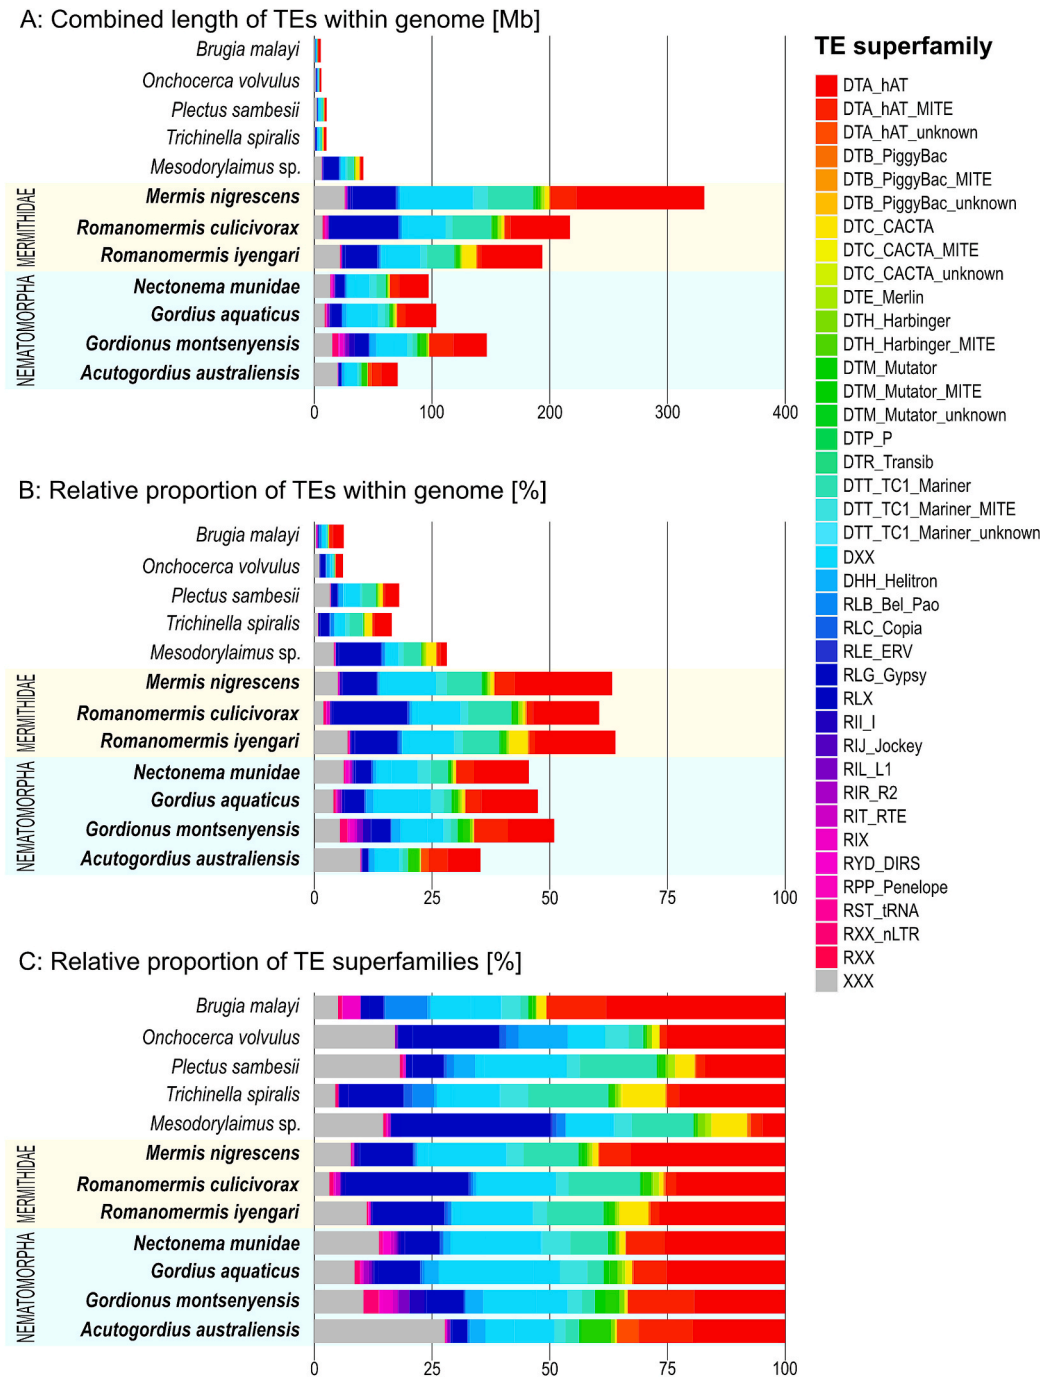 A: Combined length of TEs within genome [Mb]
Brugia malayi
Onchocerca volvulus
Plectus sambesii
Trichinella spiralis
Mesodorylaimus sp.
MERMITHIDAE
Mermis nigrescens
Romanomermis culicivorax
Romanomermis iyengari
NEMATOMORPHA
Nectonema munidae
Gordius aquaticus
Gordionus montsenyensis
Acutogordius australiensis
0 100 200 300 400
B: Relative proportion of TEs within genome [%]
Brugia malayi
Onchocerca volvulus
Plectus sambesii
Trichinella spiralis
Mesodorylaimus sp.
MERMITHIDAE
Mermis nigrescens
Romanomermis culicivorax
Romanomermis iyengari
NEMATOMORPHA
Nectonema munidae
Gordius aquaticus
Gordionus montsenyensis
Acutogordius australiensis
0 25 50 75 100
C: Relative proportion of TE superfamilies [%]
Brugia malayi
Onchocerca volvulus
Plectus sambesii
Trichinella spiralis
Mesodorylaimus sp.
MERMITHIDAE
Mermis nigrescens
Romanomermis culicivorax
Romanomermis iyengari
NEMATOMORPHA
Nectonema munidae
Gordius aquaticus
Gordionus montsenyensis
Acutogordius australiensis
0 25 50 75 100
TE superfamily
DTA_hAT
DTA_hAT_MITE
DTA_hAT_unknown
DTB_PiggyBac
DTB_PiggyBac_MITE
DTB_PiggyBac_unknown
DTC_CACTA
DTC_CACTA_MITE
DTC_CACTA_unknown
DTE_Merlin
DTH_Harbinger
DTH_Harbinger_MITE
DTM_Mutator
DTM_Mutator_MITE
DTM_Mutator_unknown
DTP_P
DTR_Transib
DTT_TC1_Mariner
DTT_TC1_Mariner_MITE
DTT_TC1_Mariner_unknown
DXX
DHH_Helitron
RLB_Bel_Pao
RLC_Copia
RLE_ERV
RLG_Gypsy
RLX
RII_I
RIJ_Jockey
RIL_L1
RIR_R2
RIT_RTE
RIX
RYD_DIRS
RPP_Penelope
RST_tRNA
RXX_nLTR
RXX
XXX